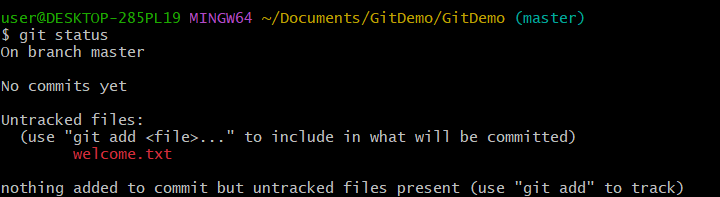 user@DESKTOP-285PL19 MINGW64 ~/Documents/GitDemo/GitDemo (master)
$ git status
On branch master
No commits yet
Untracked files:
(use "git add <file>..." to include in what will be committed)
welcome.txt
nothing added to commit but untracked files present (use "git add" to track)